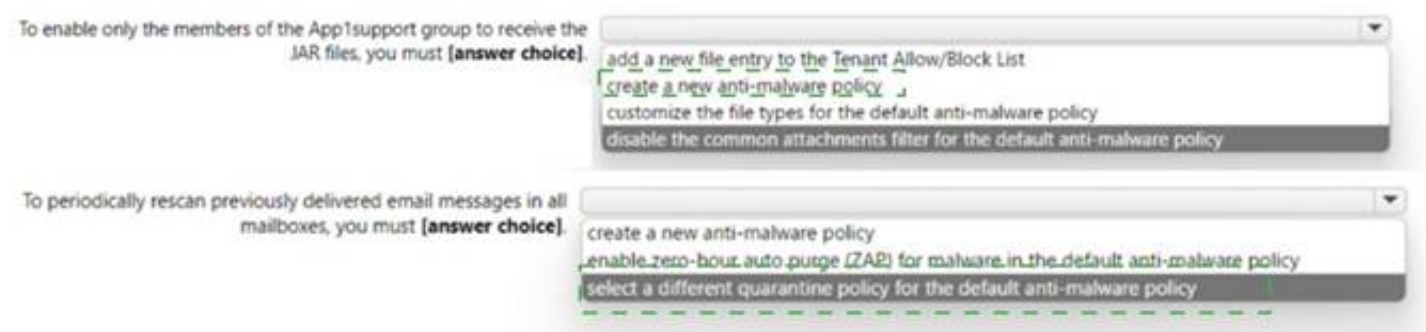 To enable only the members of the App1support group to receive the
JAR files, you must [answer choice].
add a new file entry to the Tenant Allow/Block List
create a new anti-malware policy
customize the file types for the default anti-malware policy
disable the common attachments filter for the default anti-malware policy
To periodically rescan previously delivered email messages in all
mailboxes, you must [answer choice].
create a new anti-malware policy
enable zero-hour auto purge (ZAP) for malware in the default anti-malware policy
select a different quarantine policy for the default anti-malware policy